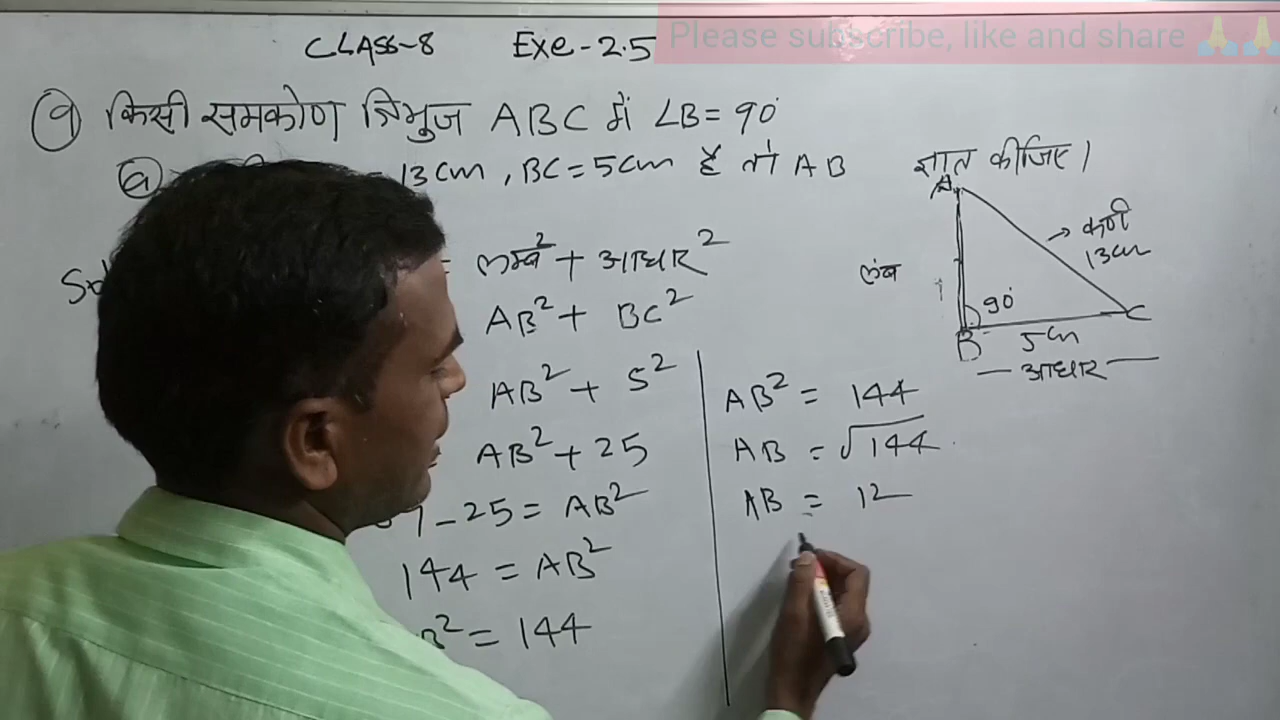 Please subscribe, like and share 🙏🙏
CLASS-8 Exe-2.5
9 किसी समकोण त्रिभुज ABC में ∠B = 90°
a = 13cm, BC = 5cm है तो AB ज्ञात कीजिए।
लम्ब² + आधार²
AB² + BC²
AB² + 5²
AB² + 25
- 25 = AB²
144 = AB²
B² = 144
AB² = 144
AB = √144
AB = 12
A
कर्ण
13cm
लंब
90°
B
5cm
C
आधार